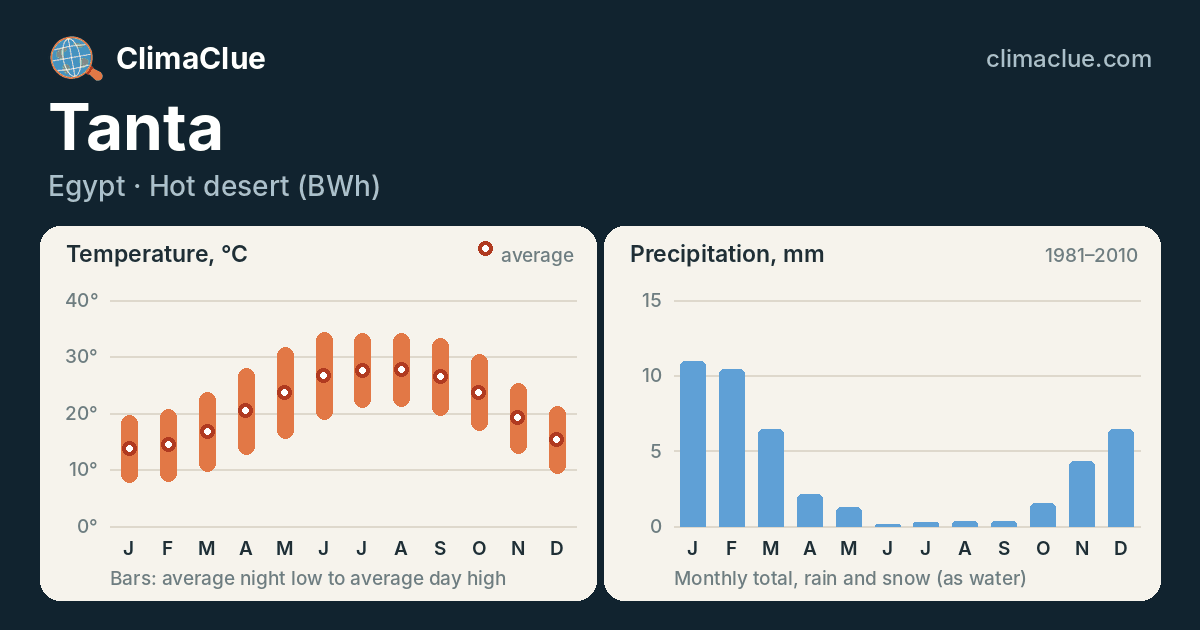 ClimaClue
climaclue.com
Tanta
Egypt · Hot desert (BWh)
Temperature, °C
average
40°
30°
20°
10°
0°
J F M A M J J A S O N D
Bars: average night low to average day high
Precipitation, mm
1981–2010
15
10
5
0
J F M A M J J A S O N D
Monthly total, rain and snow (as water)